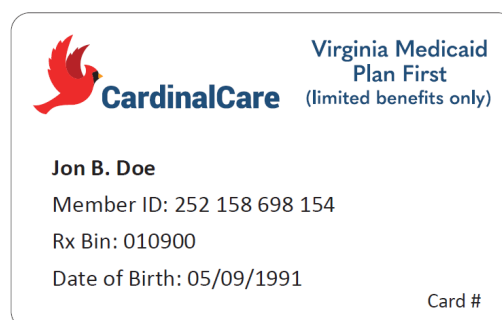 CardinalCare
Virginia Medicaid
Plan First
(limited benefits only)
Jon B. Doe
Member ID: 252 158 698 154
Rx Bin: 010900
Date of Birth: 05/09/1991
Card #